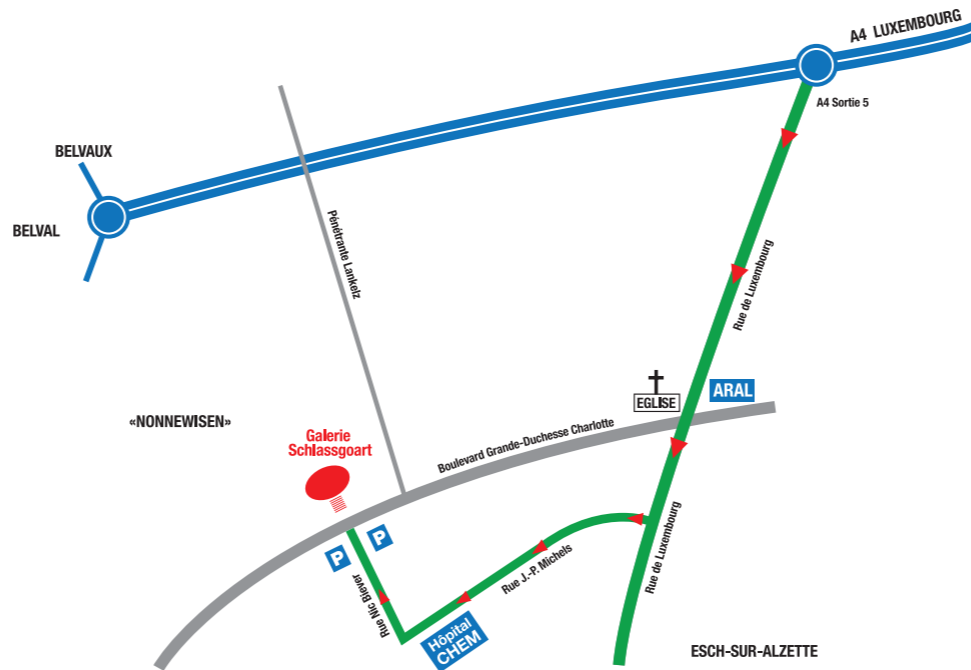 A4 LUXEMBOURG
A4 Sortie 5
BELVAUX
BELVAL
Pénétrante Lankelz
Rue de Luxembourg
EGLISE
ARAL
«NONNEWISEN»
Galerie
Schlassgoart
Boulevard Grande-Duchesse Charlotte
P
P
Rue Nic Biever
Rue J.-P. Michels
Rue de Luxembourg
Hôpital
CHEM
ESCH-SUR-ALZETTE